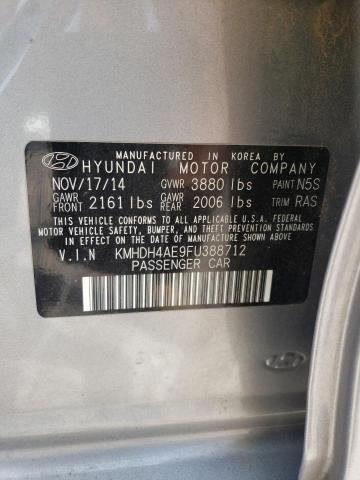 MANUFACTURED IN KOREA BY
HYUNDAI MOTOR COMPANY
NOV/17/14 GVWR 3880 lbs PAINT N5S
GAWR FRONT 2161 lbs GAWR REAR 2006 lbs TRIM RAS
THIS VEHICLE CONFORMS TO ALL APPLICABLE U.S.A. FEDERAL
MOTOR VEHICLE SAFETY, BUMPER, AND THEFT PREVENTION
STANDARDS IN EFFECT ON THE DATE OF MANUFACTURE SHOWN ABOVE.
V.I.N KMHDH4AE9FU388712
PASSENGER CAR